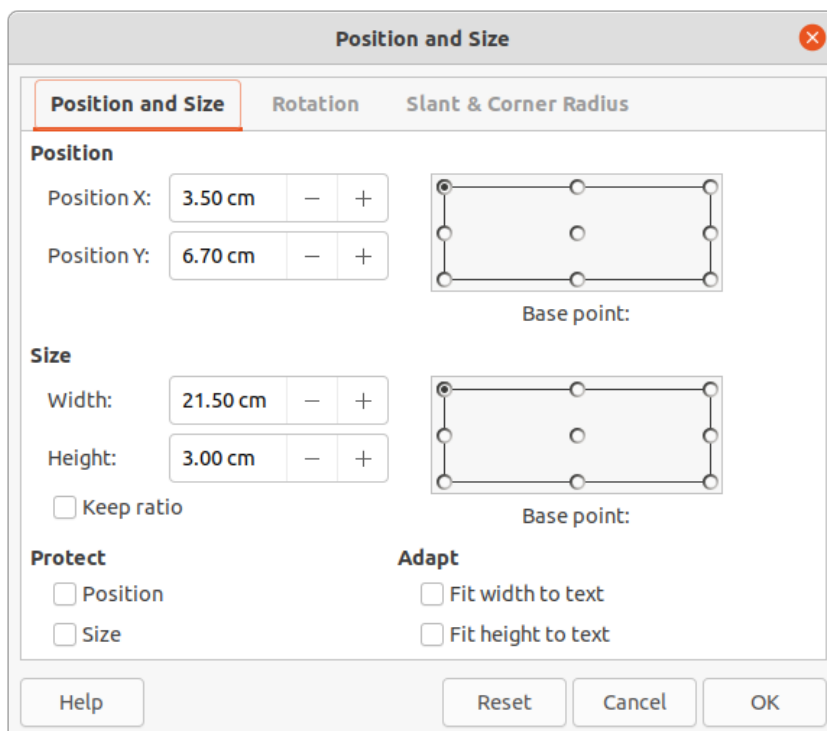 Position and Size
Position and Size Rotation Slant & Corner Radius
Position
Position X: 3.50 cm
Position Y: 6.70 cm
Base point:
Size
Width: 21.50 cm
Height: 3.00 cm
Keep ratio
Base point:
Protect Adapt
Position Fit width to text
Size Fit height to text
Help Reset Cancel OK